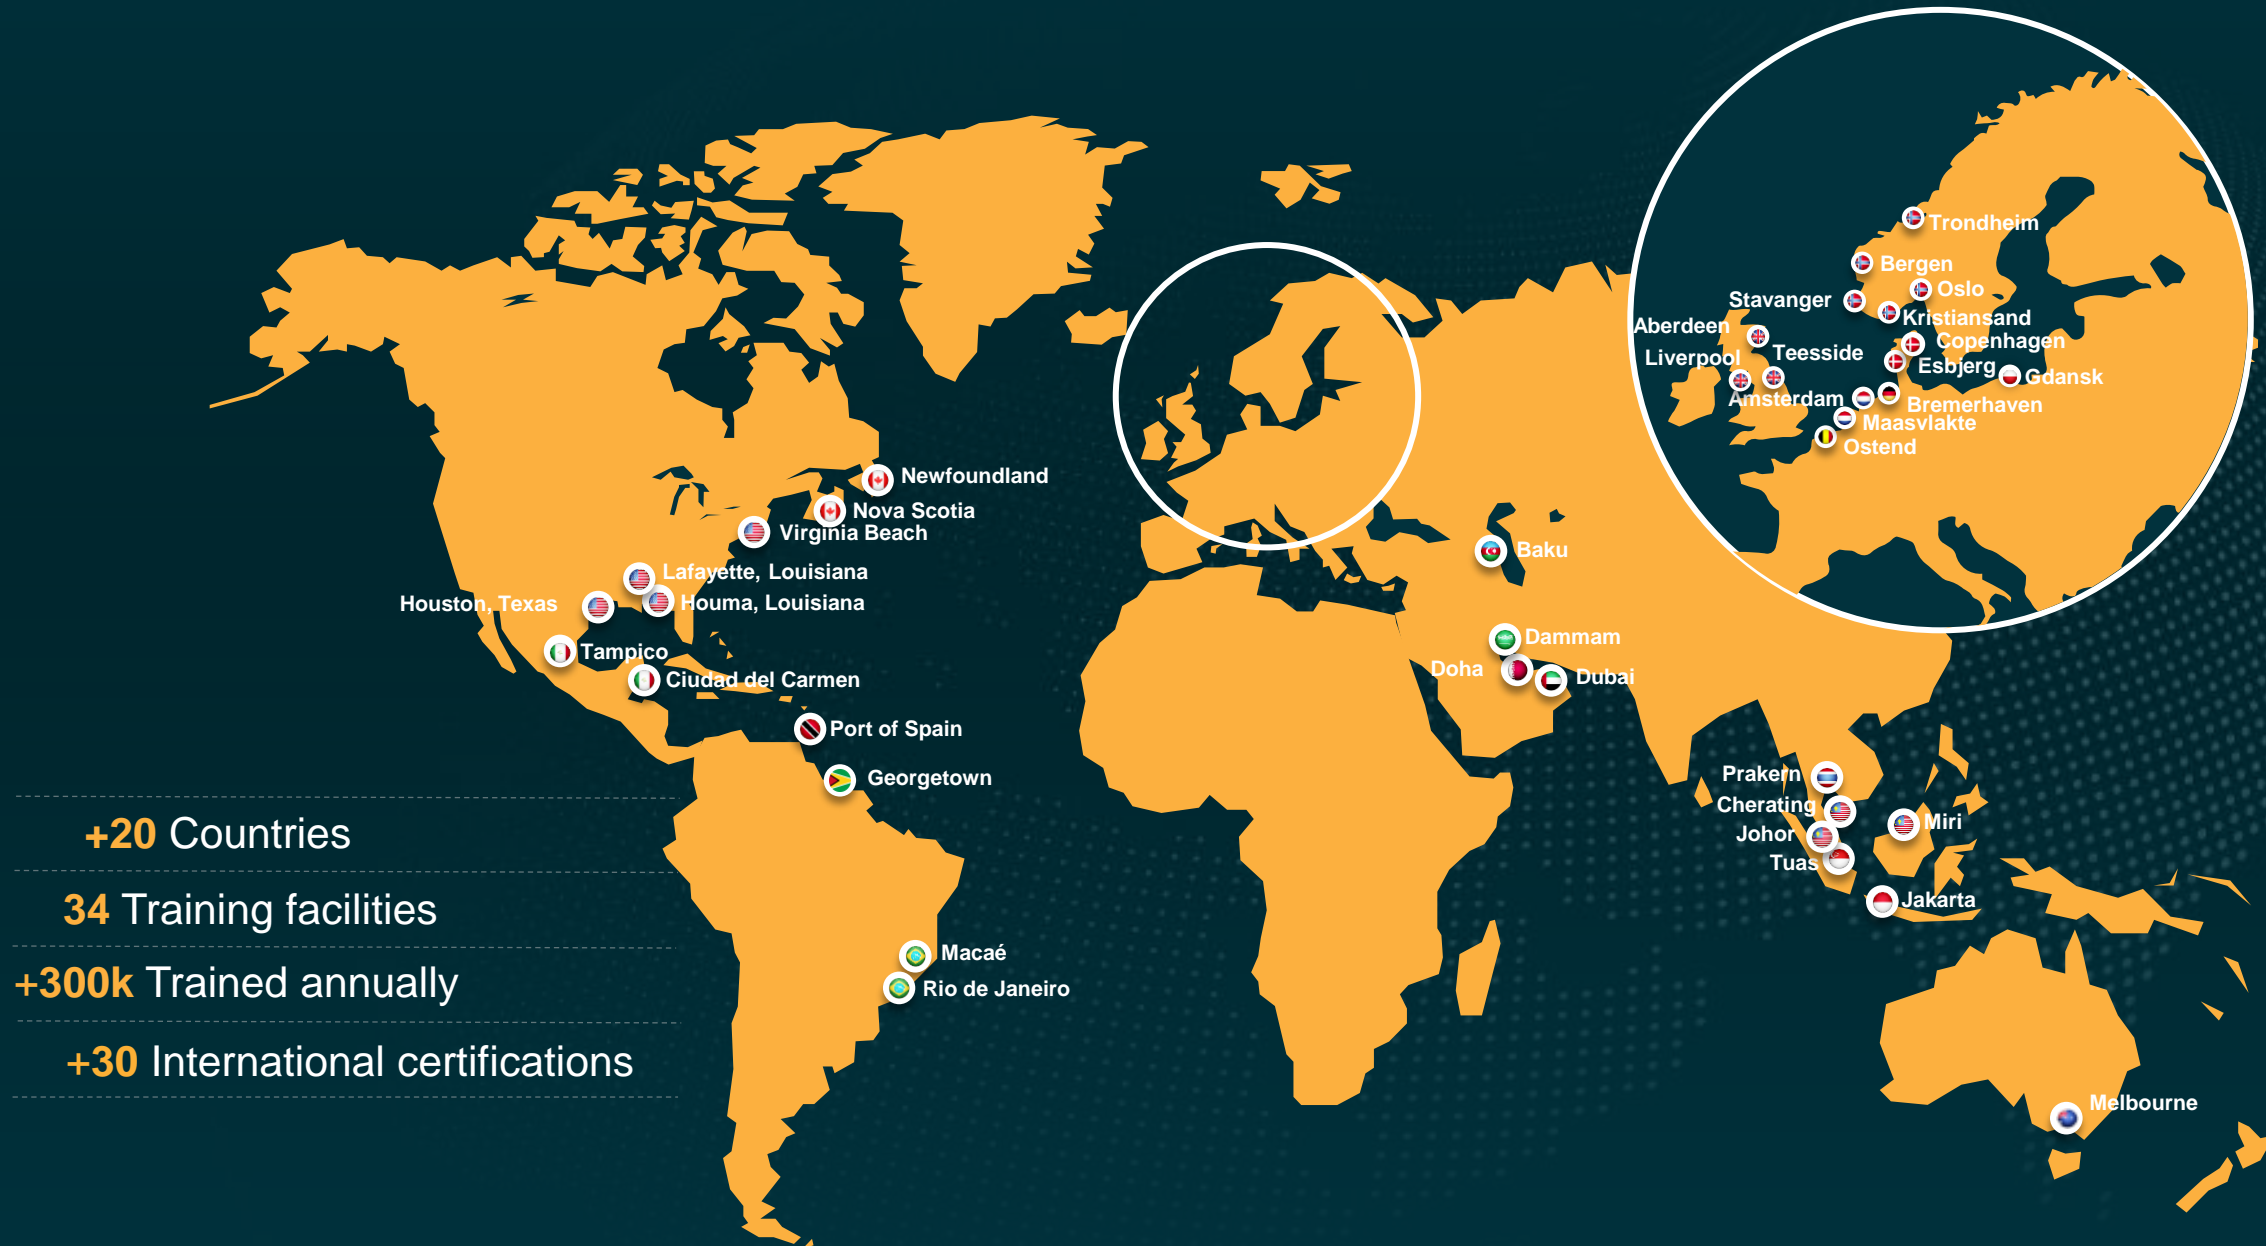 Trondheim
Bergen
Oslo
Stavanger
Kristiansand
Aberdeen
Copenhagen
Teesside
Liverpool
Esbjerg
Gdansk
Amsterdam
Bremerhaven
Maasvlakte
Ostend
Newfoundland
Nova Scotia
Virginia Beach
Baku
Lafayette, Louisiana
Houston, Texas
Houma, Louisiana
Dammam
Tampico
Doha
Dubai
Ciudad del Carmen
Port of Spain
Prakern
Georgetown
Cherating
Miri
Johor
Tuas
Jakarta
Macaé
Rio de Janeiro
Melbourne
+20 Countries
34 Training facilities
+300k Trained annually
+30 International certifications